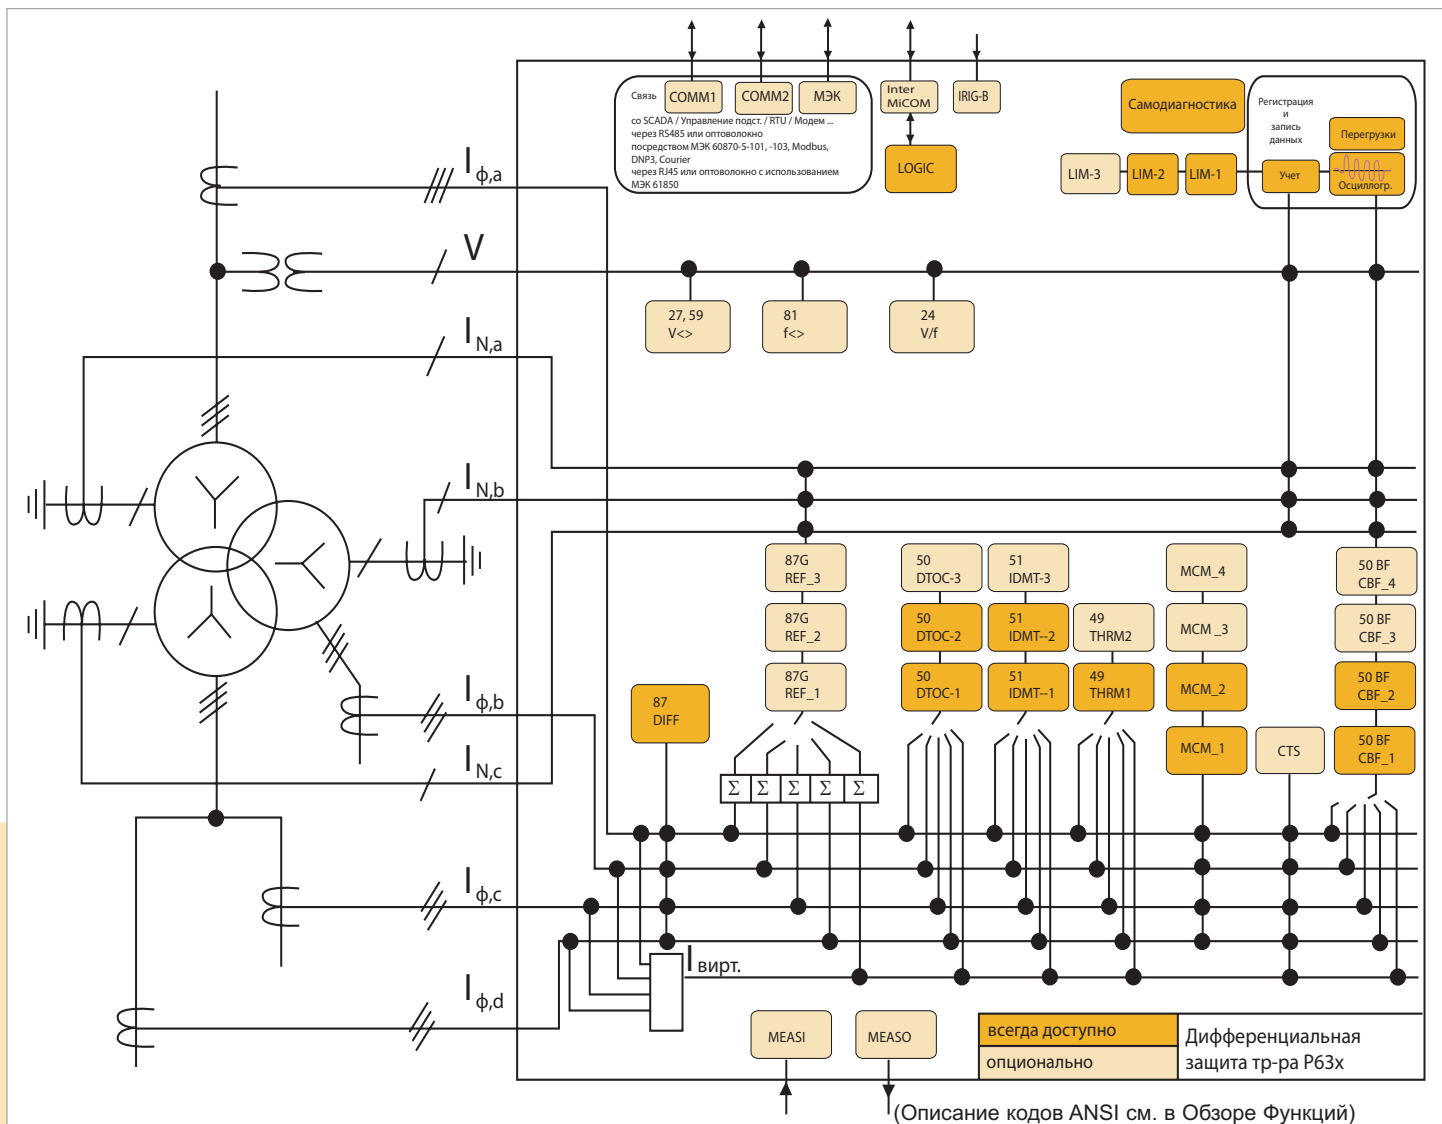 Связь
COMM1
COMM2
МЭК
со SCADA / Управление подст. / RTU / Модем ...
через RS485 или оптоволокно
посредством МЭК 60870-5-101, -103, Modbus,
DNP3, Courier
через RJ45 или оптоволокно с использованием
МЭК 61850
Inter
MiCOM
IRIG-B
LOGIC
Самодиагностика
Регистрация
и
запись
данных
Перегрузки
LIM-3
LIM-2
LIM-1
Учет
Осциллогр.
Iф,a
V
27, 59
V<>
81
f<>
24
V/f
IN,a
IN,b
87G
REF_3
50
DTOC-3
51
IDMT-3
MCM_4
50 BF
CBF_4
87G
REF_2
50
DTOC-2
51
IDMT--2
49
THRM2
MCM _3
50 BF
CBF_3
87G
REF_1
50
DTOC-1
51
IDMT--1
49
THRM1
MCM_2
50 BF
CBF_2
Iф,b
87
DIFF
MCM_1
CTS
50 BF
CBF_1
IN,c
Σ Σ Σ Σ Σ
Iф,c
Iвирт.
Iф,d
MEASI
MEASO
всегда доступно
опционально
Дифференциальная
защита тр-ра P63x
(Описание кодов ANSI см. в Обзоре Функций)